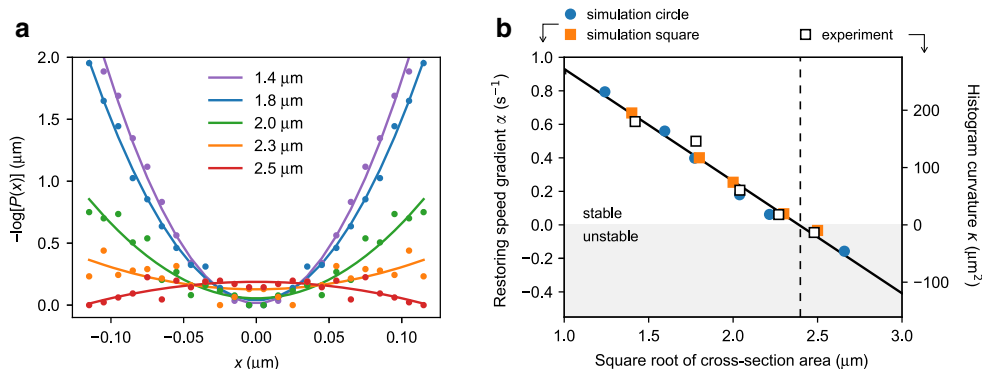 a
2.0
1.5
1.0
0.5
0.0
−log[P(x)] (μm)
1.4 μm
1.8 μm
2.0 μm
2.3 μm
2.5 μm
−0.10
−0.05
0.00
0.05
0.10
x (μm)
b
simulation circle
simulation square
experiment
1.0
0.8
0.6
0.4
0.2
0.0
−0.2
−0.4
Restoring speed gradient α (s⁻¹)
stable
unstable
200
100
0
−100
Histogram curvature κ (μm²)
1.0
1.5
2.0
2.5
3.0
Square root of cross-section area (μm)